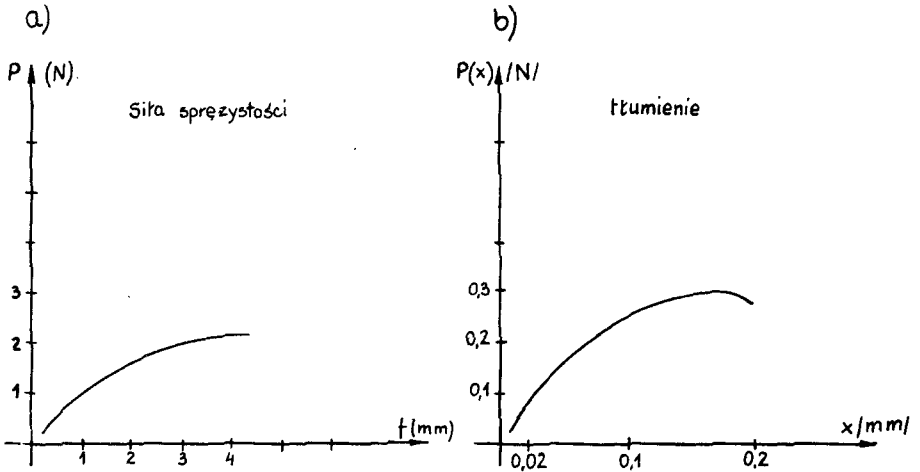 a)
P (N)
Siła sprężystości
3
2
1
1 2 3 4 f(mm)
b)
P(x) /N/
tłumienie
0,3
0,2
0,1
0,02 0,1 0,2 x/mm/